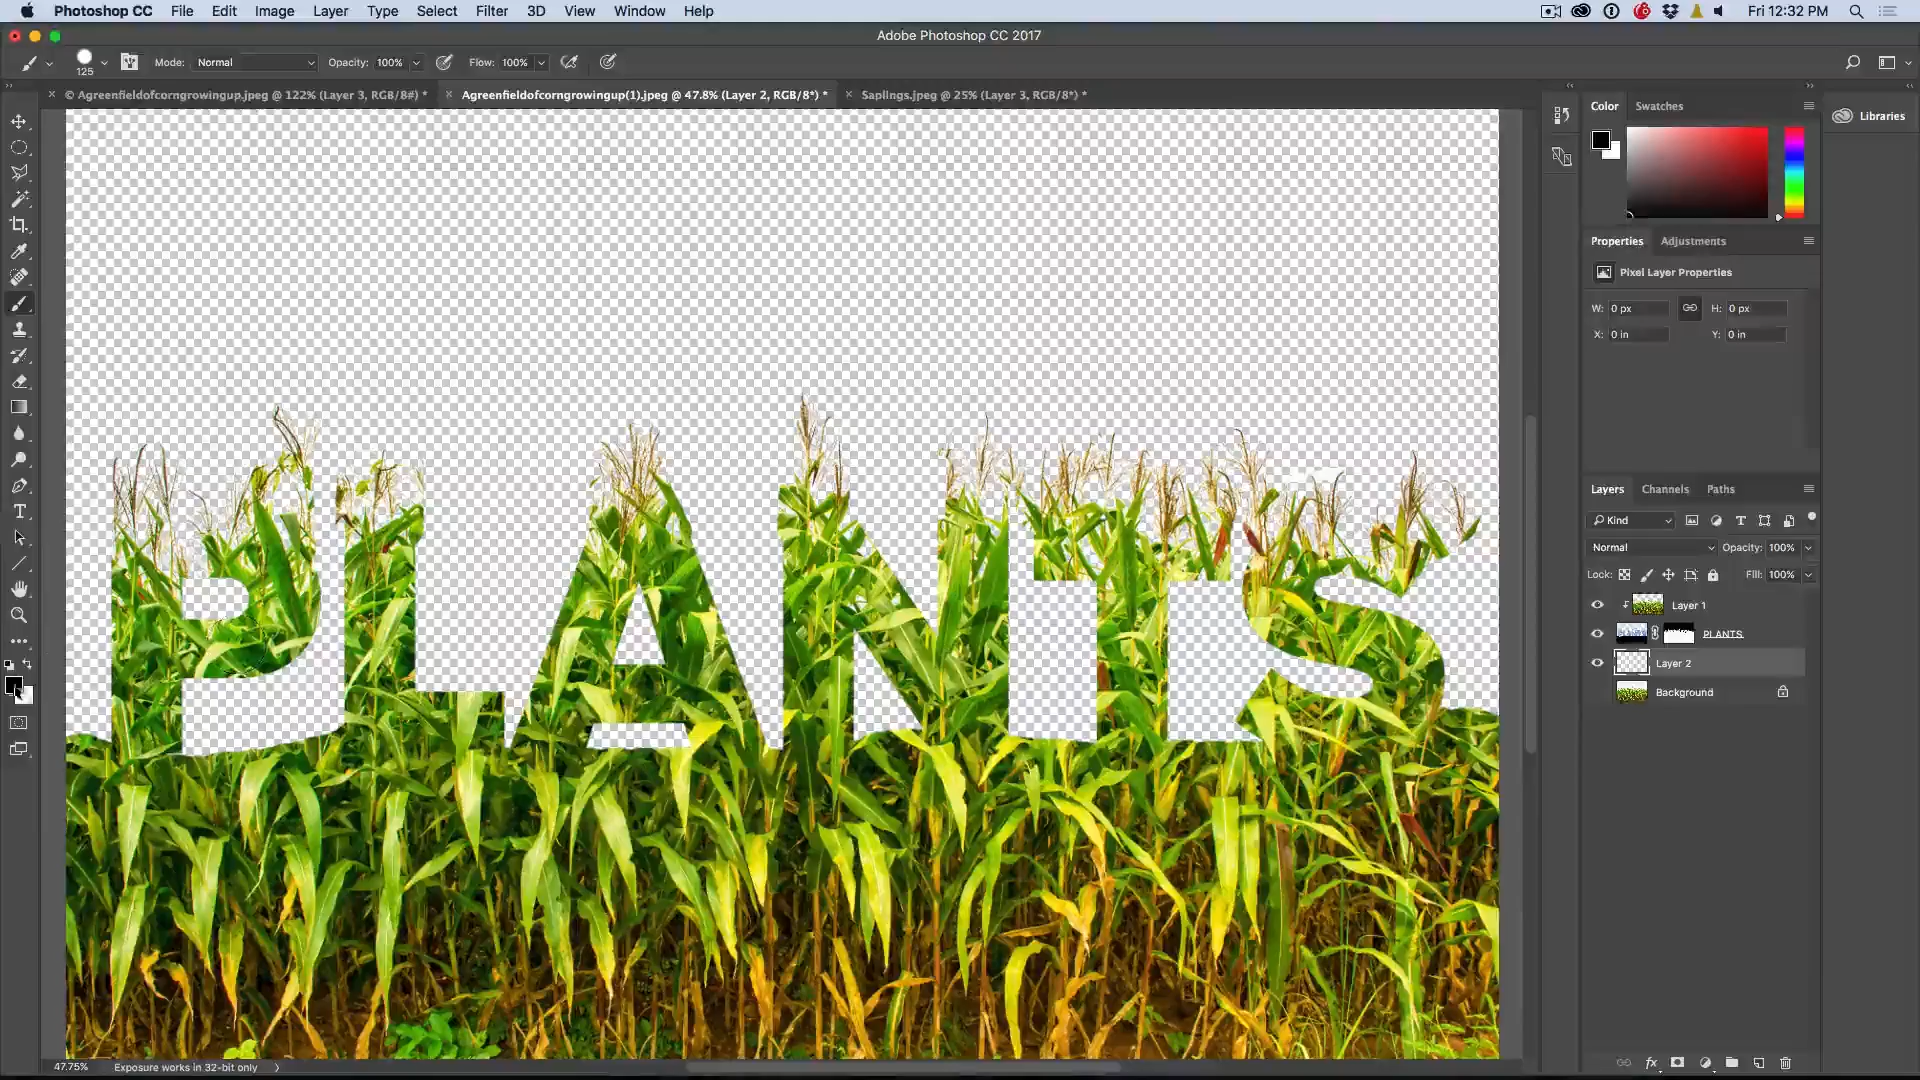 Photoshop CC File Edit Image Layer Type Select Filter 3D View Window Help Fri 12:32 PM
Adobe Photoshop CC 2017
125 Mode: Normal Opacity: 100% Flow: 100%
© Agreenfieldofcorngrowingup.jpeg @ 122% (Layer 3, RGB/8#) * Agreenfieldofcorngrowingup(1).jpeg @ 47.8% (Layer 2, RGB/8*) * Saplings.jpeg @ 25% (Layer 3, RGB/8*) *
Color Swatches
Libraries
Properties Adjustments
Pixel Layer Properties
W: 0 px H: 0 px
X: 0 in Y: 0 in
PLANTS
Layers Channels Paths
Kind
Normal Opacity: 100%
Lock: Fill: 100%
Layer 1
PLANTS
Layer 2
Background
fx
47.75% Exposure works in 32-bit only